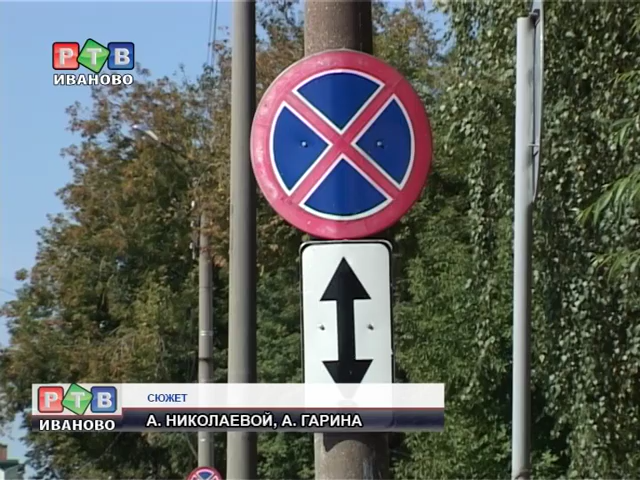 РТВ
ИВАНОВО
РТВ
ИВАНОВО
СЮЖЕТ
А. НИКОЛАЕВОЙ, А. ГАРИНА